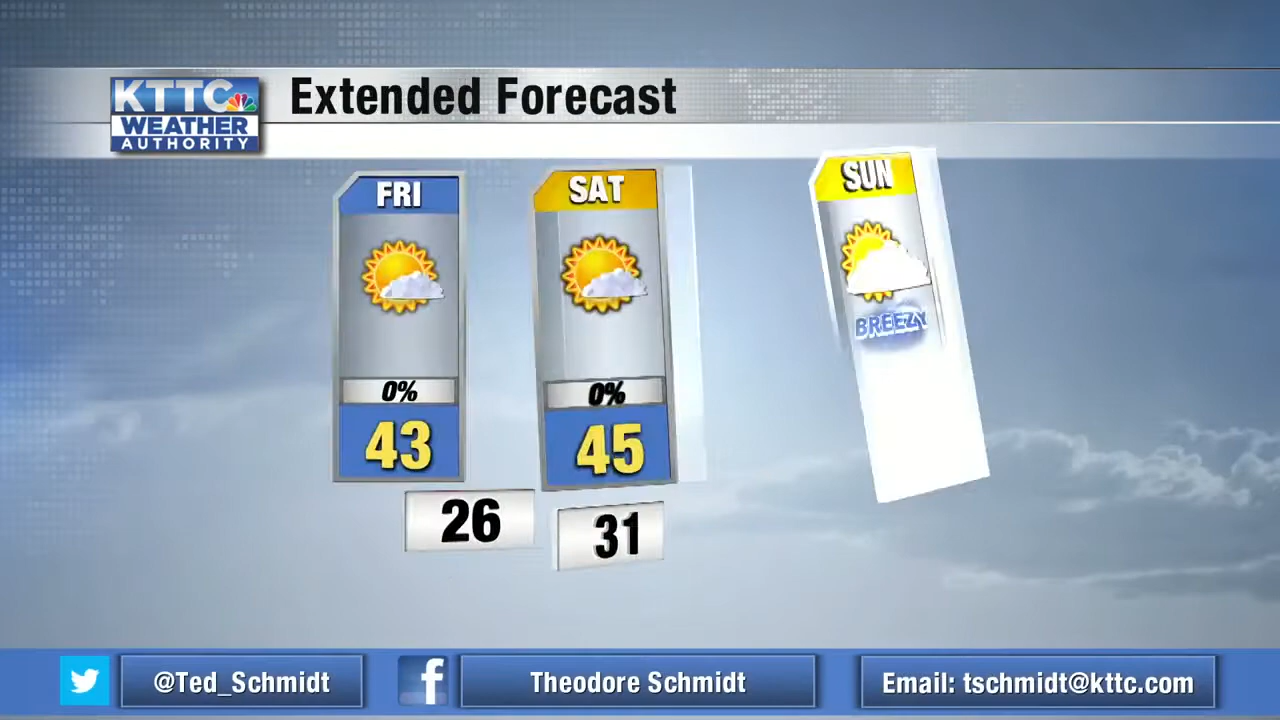 KTTC
WEATHER
AUTHORITY
Extended Forecast
FRI
0%
43
26
SAT
0%
45
31
SUN
BREEZY
@Ted_Schmidt
f
Theodore Schmidt
Email: tschmidt@kttc.com